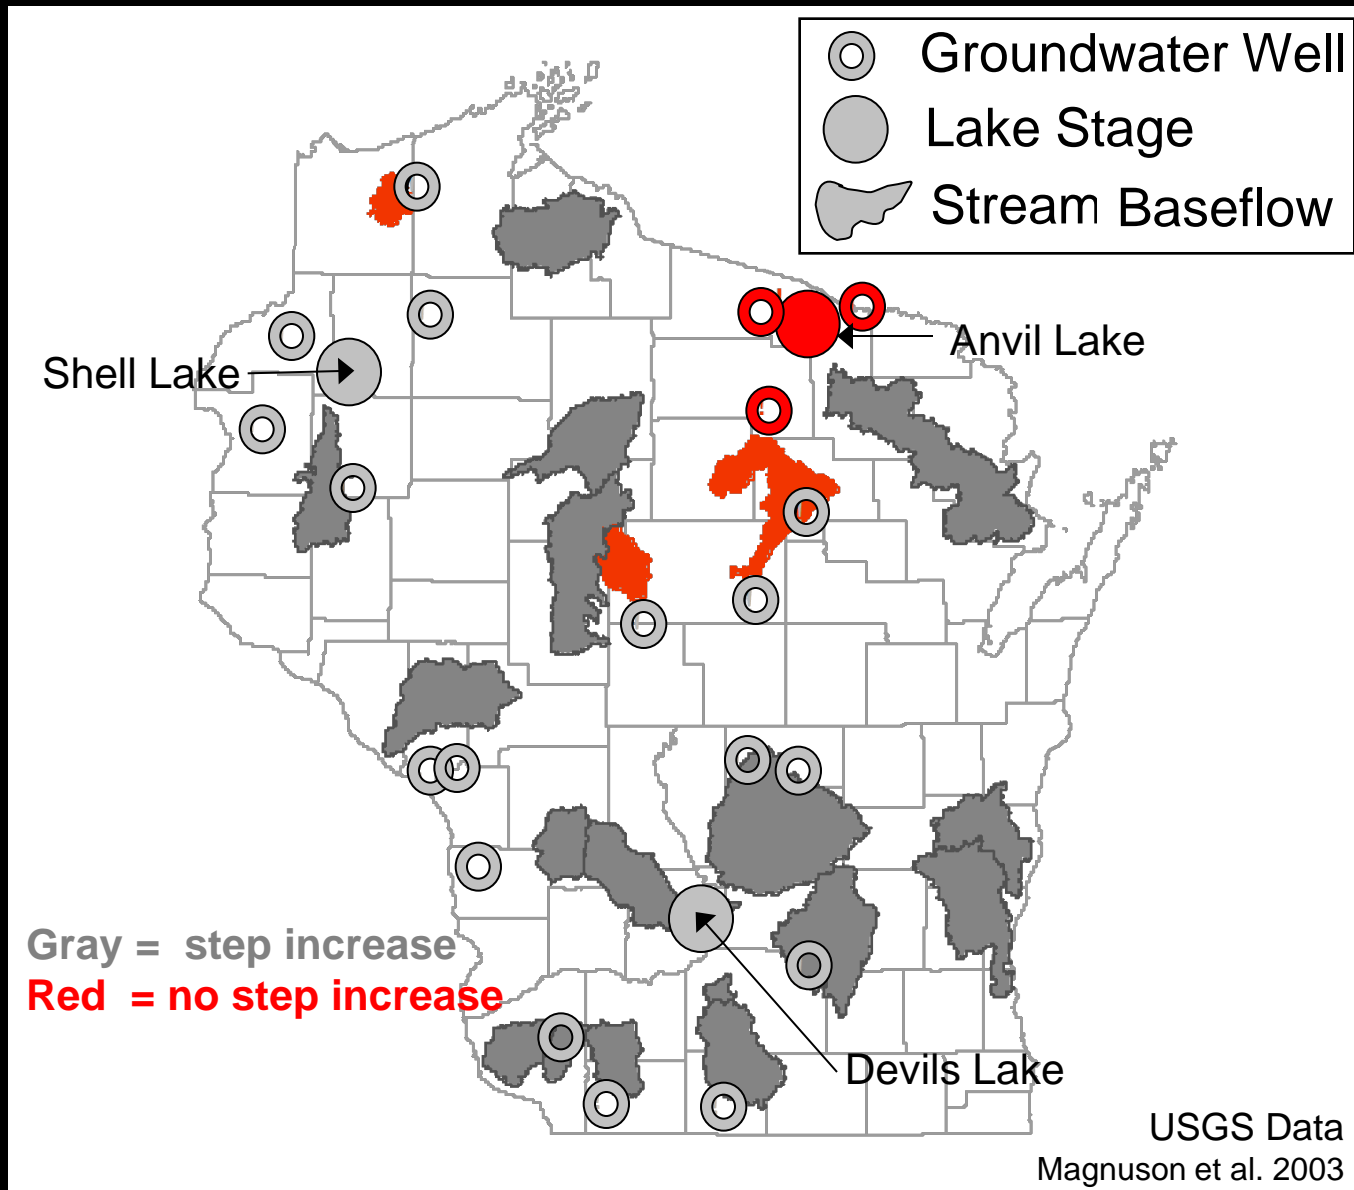 Groundwater Well
Lake Stage
Stream Baseflow
Anvil Lake
Shell Lake
Gray = step increase
Red = no step increase
Devils Lake
USGS Data
Magnuson et al. 2003